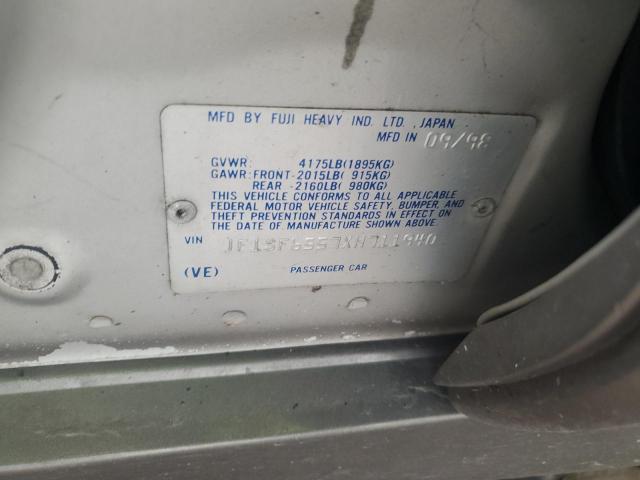 MFD BY FUJI HEAVY IND. LTD., JAPAN
MFD IN 09/98
GVWR: 4175LB(1895KG)
GAWR:FRONT-2015LB( 915KG)
REAR -2160LB( 980KG)
THIS VEHICLE CONFORMS TO ALL APPLICABLE
FEDERAL MOTOR VEHICLE SAFETY, BUMPER, AND
THEFT PREVENTION STANDARDS IN EFFECT ON
THE DATE OF MANUFACTURE SHOWN ABOVE.
VIN JF1SF6557XH711940
(VE) PASSENGER CAR